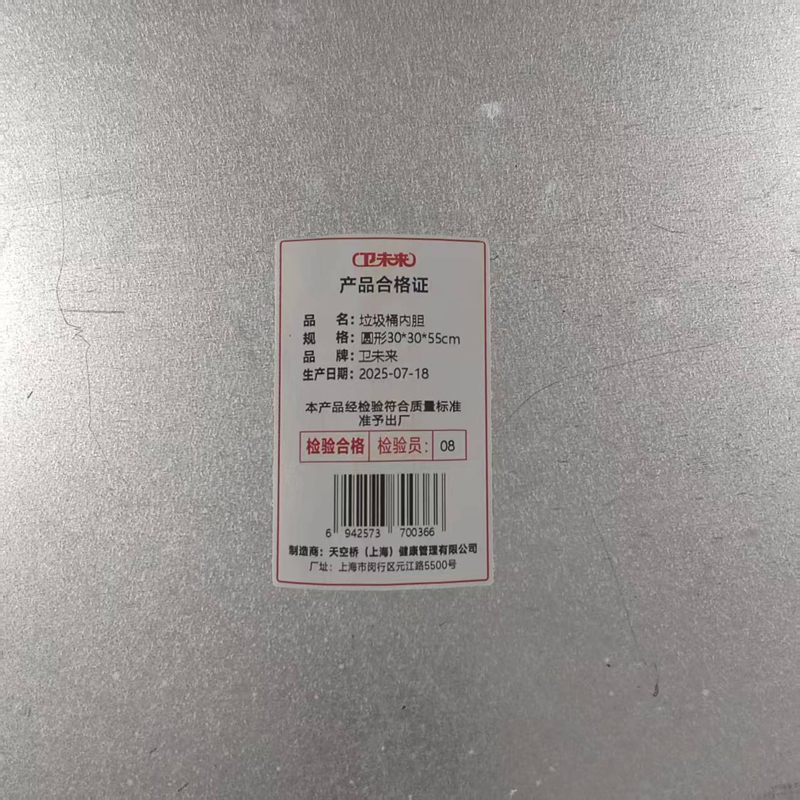 卫未来
产品合格证
品 名：垃圾桶内胆
规 格：圆形30*30*55cm
品 牌：卫未来
生产日期：2025-07-18
本产品经检验符合质量标准
准予出厂
检验合格 检验员： 08
6 942573 700366
制造商：天空桥（上海）健康管理有限公司
厂址：上海市闵行区元江路5500号